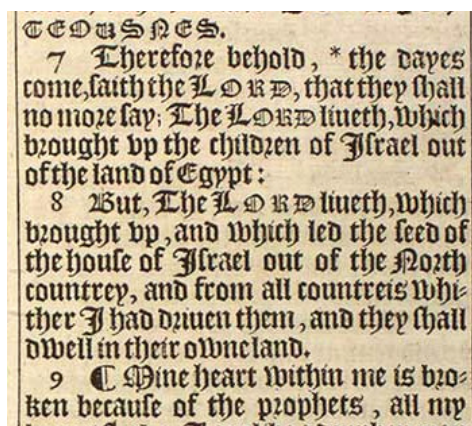 TEOUSNES.
7 Therefore behold, * the dayes
come, saith the LORD, that they shall
no more say; The LORD liueth, which
brought vp the children of Israel out
of the land of Egypt:
8 But, The LORD liueth, which
brought vp, and which led the seed of
the house of Israel out of the North
countrey, and from all countreis whi-
ther I had driuen them, and they shall
dwell in their owne land.
9 ¶ Mine heart within me is bro-
ken because of the prophets, all my